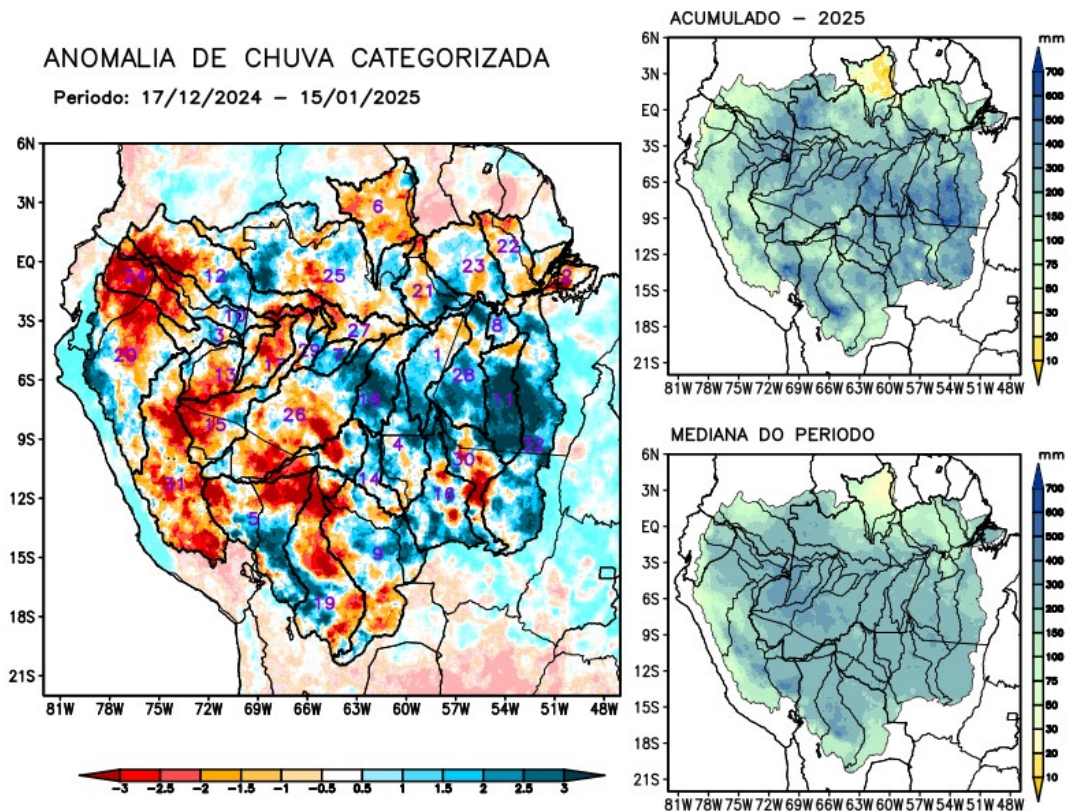 ANOMALIA DE CHUVA CATEGORIZADA
Periodo: 17/12/2024 – 15/01/2025
6N
3N
EQ
3S
6S
9S
12S
15S
18S
21S
81W 78W 75W 72W 69W 66W 63W 60W 57W 54W 51W 48W
6
22
24 12 25 23 2
21
10
3 27 8
20 29 7 1
13 17 28
18 11
15 26
4 32
30
31 14 16
5
9
19
-3 -2.5 -2 -1.5 -1 -0.5 0.5 1 1.5 2 2.5 3
ACUMULADO – 2025
mm
6N
3N
EQ
3S
6S
9S
12S
15S
18S
21S
700
600
500
400
300
200
150
100
75
50
30
20
10
81W 78W 75W 72W 69W 66W 63W 60W 57W 54W 51W 48W
MEDIANA DO PERIODO
mm
6N
3N
EQ
3S
6S
9S
12S
15S
18S
21S
700
600
500
400
300
200
150
100
75
50
30
20
10
81W 78W 75W 72W 69W 66W 63W 60W 57W 54W 51W 48W